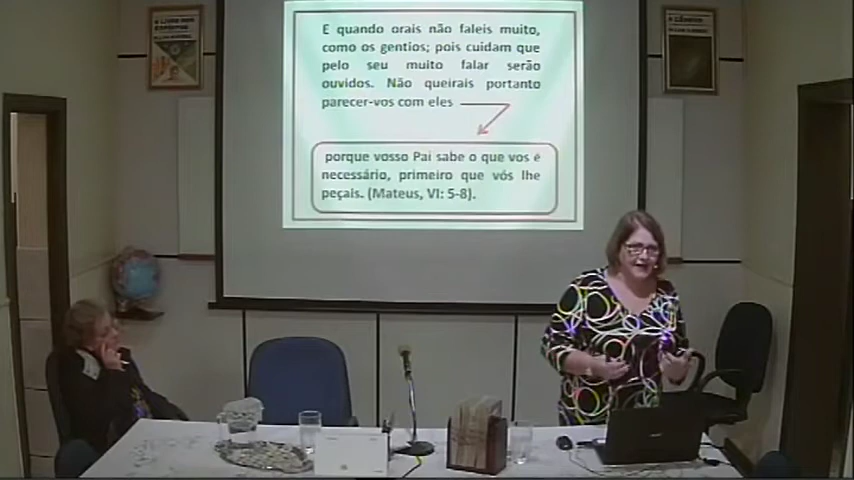 E quando orais não faleis muito,
como os gentios; pois cuidam que
pelo seu muito falar serão
ouvidos. Não queirais portanto
parecer-vos com eles
porque vosso Pai sabe o que vos é
necessário, primeiro que vós lhe
peçais. (Mateus, VI: 5-8).